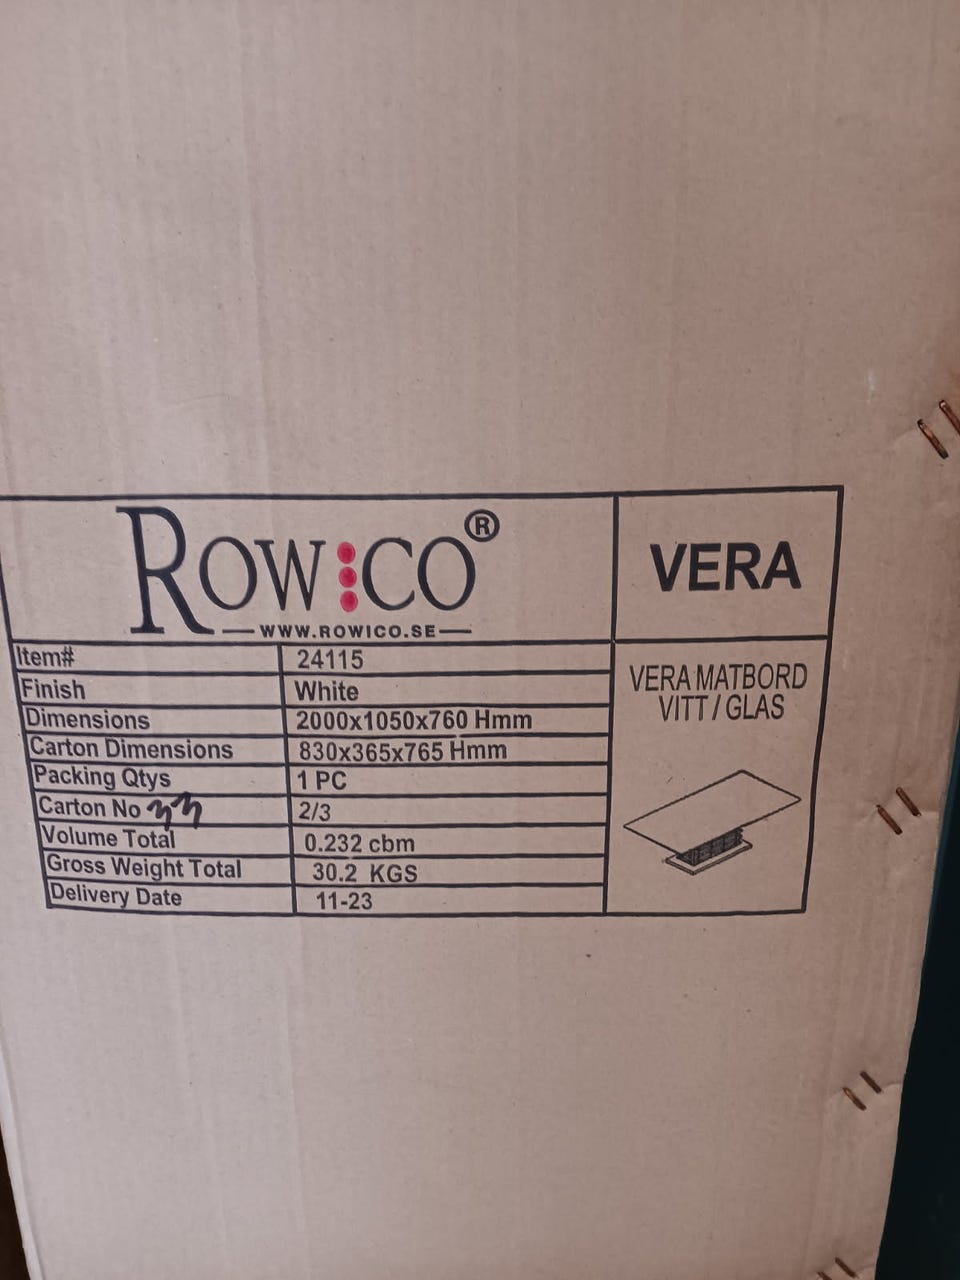 ROWICO®
WWW.ROWICO.SE
VERA
Item# 24115
Finish White
Dimensions 2000x1050x760 Hmm
Carton Dimensions 830x365x765 Hmm
Packing Qtys 1 PC
Carton No 2/3
Volume Total 0.232 cbm
Gross Weight Total 30.2 KGS
Delivery Date 11-23
VERA MATBORD
VITT / GLAS